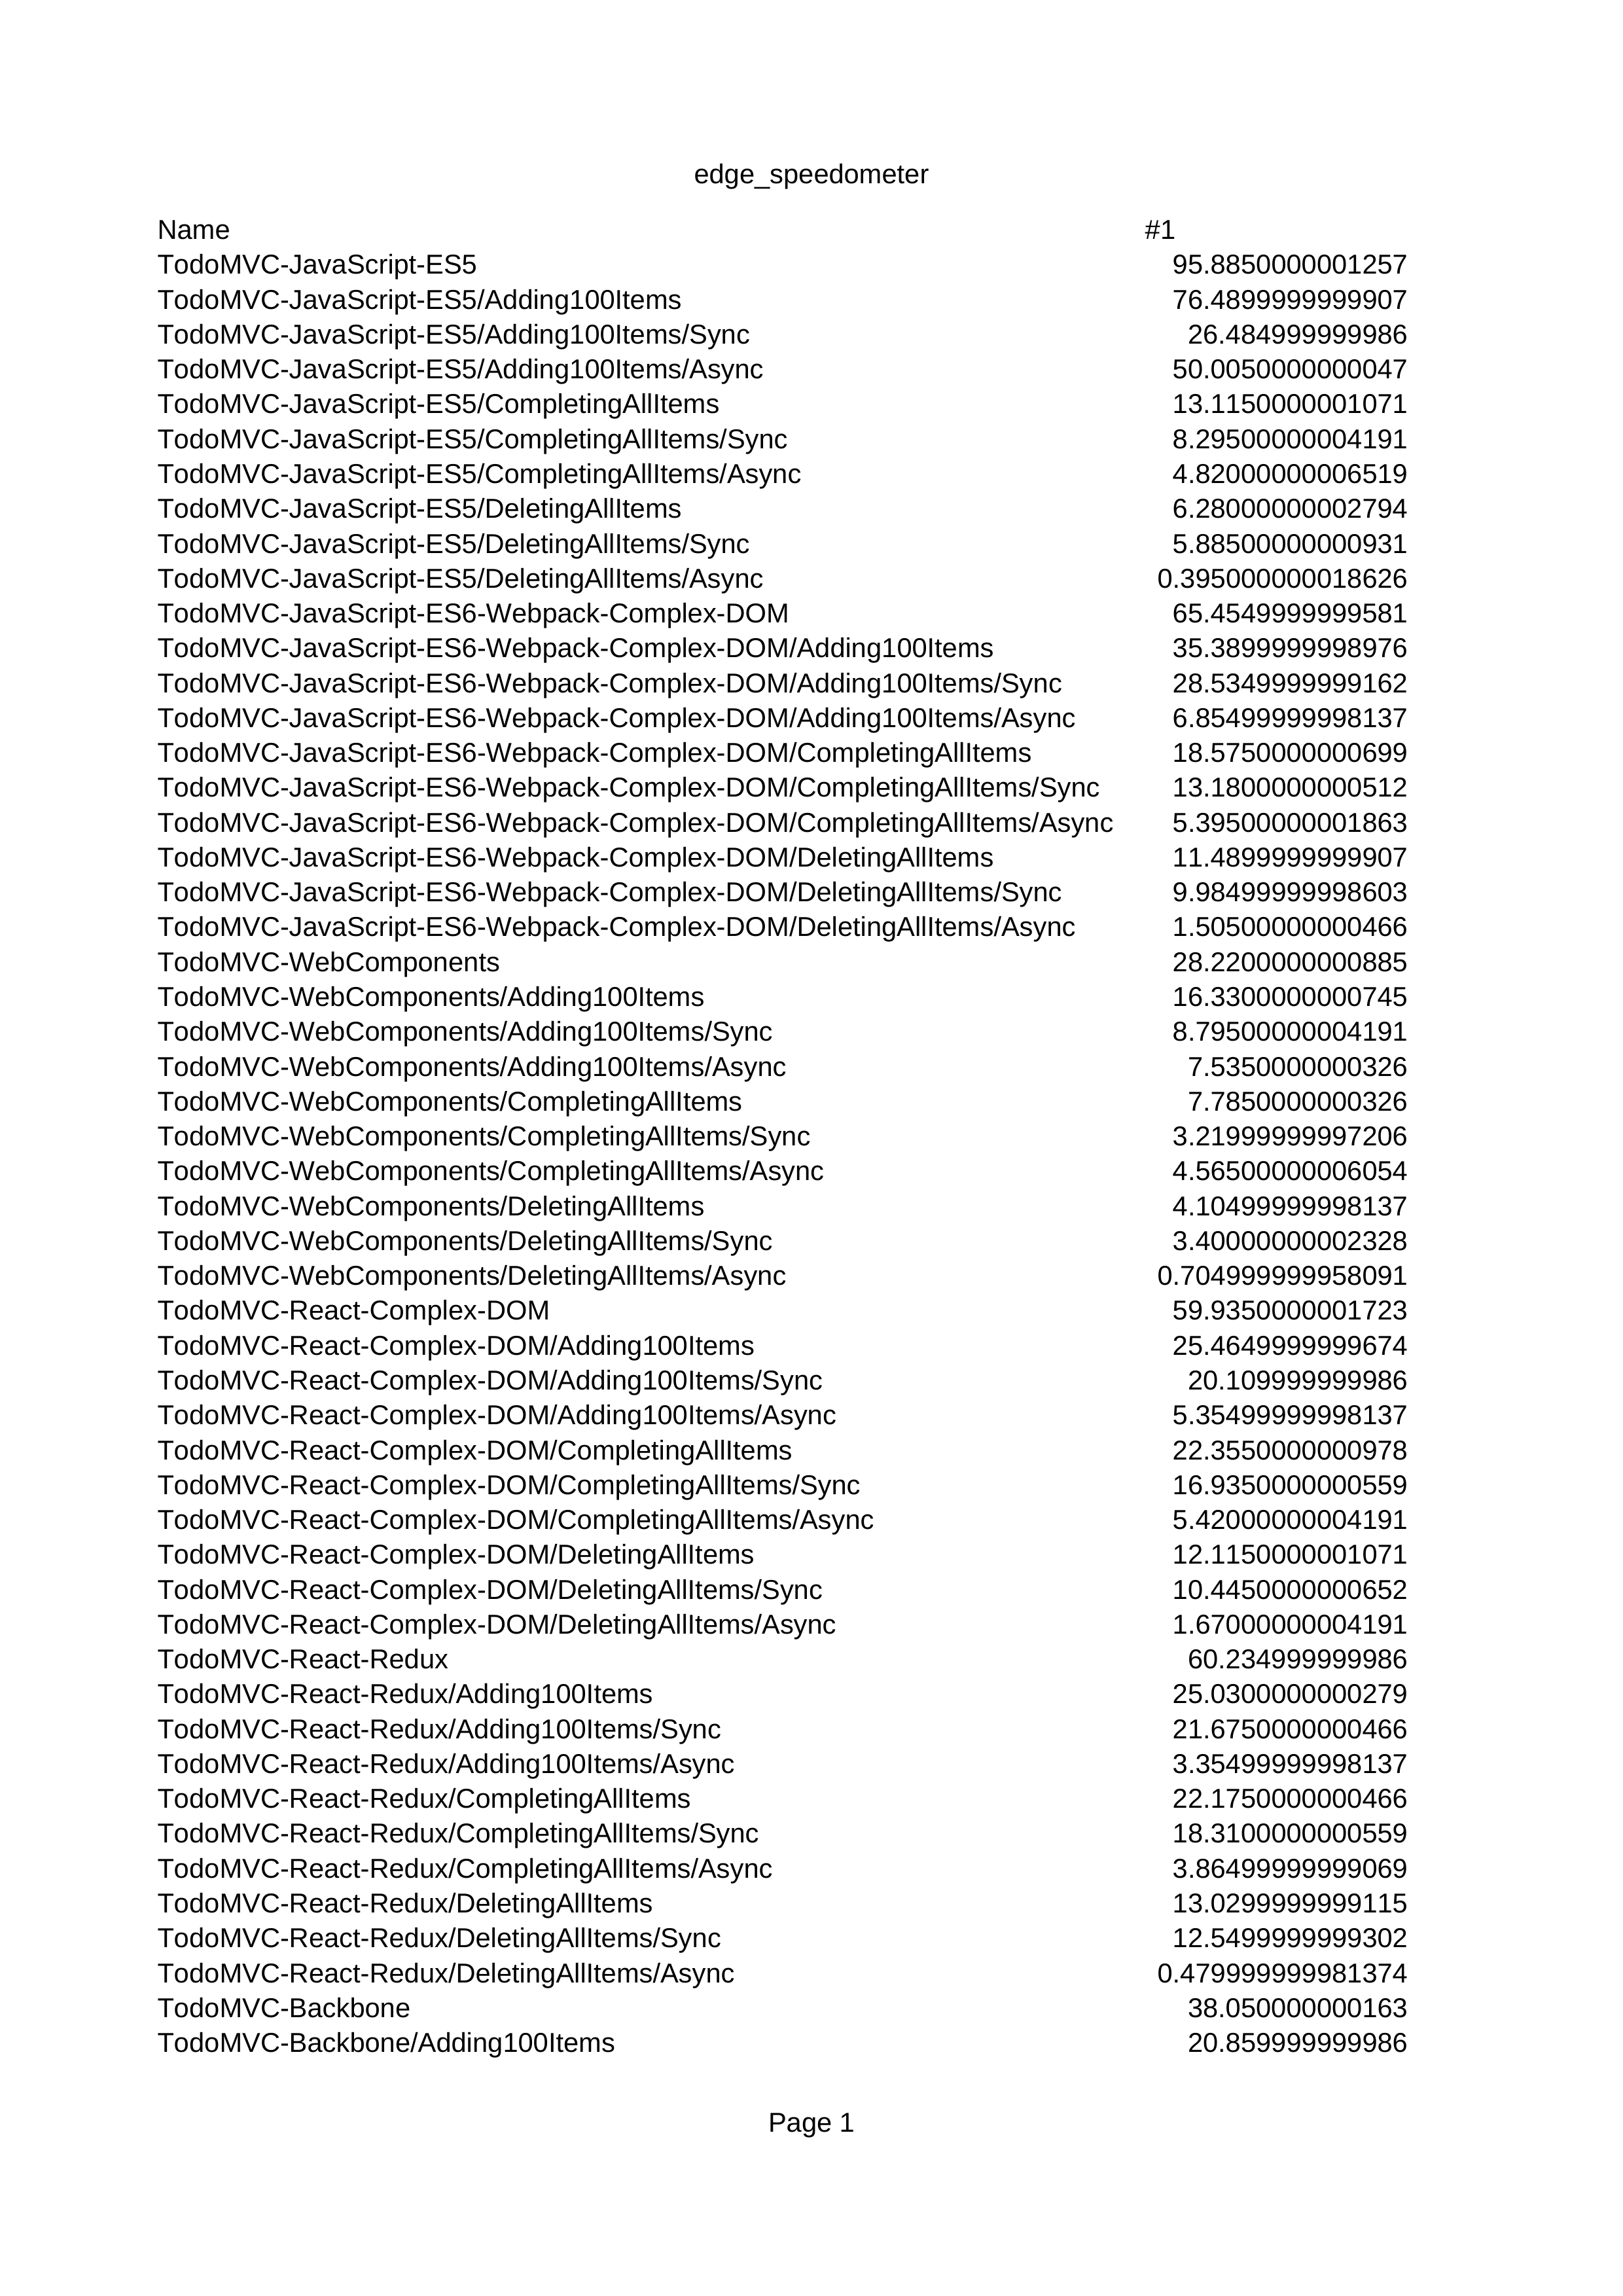 edge_speedometer
Name #1
TodoMVC-JavaScript-ES5 95.8850000001257
TodoMVC-JavaScript-ES5/Adding100Items 76.4899999999907
TodoMVC-JavaScript-ES5/Adding100Items/Sync 26.484999999986
TodoMVC-JavaScript-ES5/Adding100Items/Async 50.0050000000047
TodoMVC-JavaScript-ES5/CompletingAllItems 13.1150000001071
TodoMVC-JavaScript-ES5/CompletingAllItems/Sync 8.29500000004191
TodoMVC-JavaScript-ES5/CompletingAllItems/Async 4.82000000006519
TodoMVC-JavaScript-ES5/DeletingAllItems 6.28000000002794
TodoMVC-JavaScript-ES5/DeletingAllItems/Sync 5.88500000000931
TodoMVC-JavaScript-ES5/DeletingAllItems/Async 0.395000000018626
TodoMVC-JavaScript-ES6-Webpack-Complex-DOM 65.4549999999581
TodoMVC-JavaScript-ES6-Webpack-Complex-DOM/Adding100Items 35.3899999998976
TodoMVC-JavaScript-ES6-Webpack-Complex-DOM/Adding100Items/Sync 28.5349999999162
TodoMVC-JavaScript-ES6-Webpack-Complex-DOM/Adding100Items/Async 6.85499999998137
TodoMVC-JavaScript-ES6-Webpack-Complex-DOM/CompletingAllItems 18.5750000000699
TodoMVC-JavaScript-ES6-Webpack-Complex-DOM/CompletingAllItems/Sync 13.1800000000512
TodoMVC-JavaScript-ES6-Webpack-Complex-DOM/CompletingAllItems/Async 5.39500000001863
TodoMVC-JavaScript-ES6-Webpack-Complex-DOM/DeletingAllItems 11.4899999999907
TodoMVC-JavaScript-ES6-Webpack-Complex-DOM/DeletingAllItems/Sync 9.98499999998603
TodoMVC-JavaScript-ES6-Webpack-Complex-DOM/DeletingAllItems/Async 1.50500000000466
TodoMVC-WebComponents 28.2200000000885
TodoMVC-WebComponents/Adding100Items 16.3300000000745
TodoMVC-WebComponents/Adding100Items/Sync 8.79500000004191
TodoMVC-WebComponents/Adding100Items/Async 7.5350000000326
TodoMVC-WebComponents/CompletingAllItems 7.7850000000326
TodoMVC-WebComponents/CompletingAllItems/Sync 3.21999999997206
TodoMVC-WebComponents/CompletingAllItems/Async 4.56500000006054
TodoMVC-WebComponents/DeletingAllItems 4.10499999998137
TodoMVC-WebComponents/DeletingAllItems/Sync 3.40000000002328
TodoMVC-WebComponents/DeletingAllItems/Async 0.704999999958091
TodoMVC-React-Complex-DOM 59.9350000001723
TodoMVC-React-Complex-DOM/Adding100Items 25.4649999999674
TodoMVC-React-Complex-DOM/Adding100Items/Sync 20.109999999986
TodoMVC-React-Complex-DOM/Adding100Items/Async 5.35499999998137
TodoMVC-React-Complex-DOM/CompletingAllItems 22.3550000000978
TodoMVC-React-Complex-DOM/CompletingAllItems/Sync 16.9350000000559
TodoMVC-React-Complex-DOM/CompletingAllItems/Async 5.42000000004191
TodoMVC-React-Complex-DOM/DeletingAllItems 12.1150000001071
TodoMVC-React-Complex-DOM/DeletingAllItems/Sync 10.4450000000652
TodoMVC-React-Complex-DOM/DeletingAllItems/Async 1.67000000004191
TodoMVC-React-Redux 60.234999999986
TodoMVC-React-Redux/Adding100Items 25.0300000000279
TodoMVC-React-Redux/Adding100Items/Sync 21.6750000000466
TodoMVC-React-Redux/Adding100Items/Async 3.35499999998137
TodoMVC-React-Redux/CompletingAllItems 22.1750000000466
TodoMVC-React-Redux/CompletingAllItems/Sync 18.3100000000559
TodoMVC-React-Redux/CompletingAllItems/Async 3.86499999999069
TodoMVC-React-Redux/DeletingAllItems 13.0299999999115
TodoMVC-React-Redux/DeletingAllItems/Sync 12.5499999999302
TodoMVC-React-Redux/DeletingAllItems/Async 0.479999999981374
TodoMVC-Backbone 38.050000000163
TodoMVC-Backbone/Adding100Items 20.859999999986
Page 1